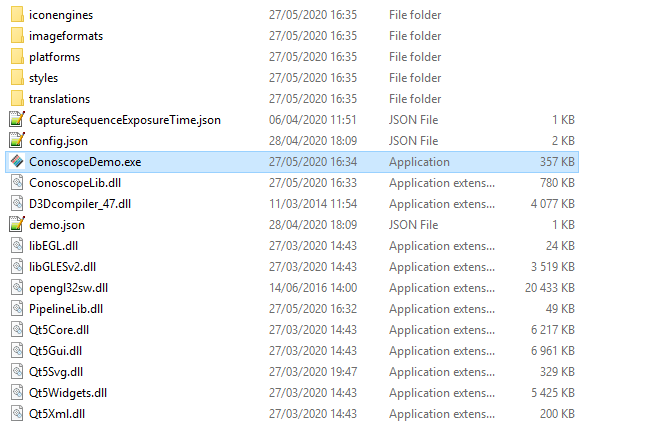 iconengines 27/05/2020 16:35 File folder
imageformats 27/05/2020 16:35 File folder
platforms 27/05/2020 16:35 File folder
styles 27/05/2020 16:35 File folder
translations 27/05/2020 16:35 File folder
CaptureSequenceExposureTime.json 06/04/2020 11:51 JSON File 1 KB
config.json 28/04/2020 18:09 JSON File 2 KB
ConoscopeDemo.exe 27/05/2020 16:34 Application 357 KB
ConoscopeLib.dll 27/05/2020 16:33 Application extens... 780 KB
D3Dcompiler_47.dll 11/03/2014 11:54 Application extens... 4 077 KB
demo.json 28/04/2020 18:09 JSON File 1 KB
libEGL.dll 27/03/2020 14:43 Application extens... 24 KB
libGLESv2.dll 27/03/2020 14:43 Application extens... 3 519 KB
opengl32sw.dll 14/06/2016 14:00 Application extens... 20 433 KB
PipelineLib.dll 27/05/2020 16:32 Application extens... 49 KB
Qt5Core.dll 27/03/2020 14:43 Application extens... 6 217 KB
Qt5Gui.dll 27/03/2020 14:43 Application extens... 6 961 KB
Qt5Svg.dll 27/03/2020 19:47 Application extens... 329 KB
Qt5Widgets.dll 27/03/2020 14:43 Application extens... 5 425 KB
Qt5Xml.dll 27/03/2020 14:43 Application extens... 200 KB